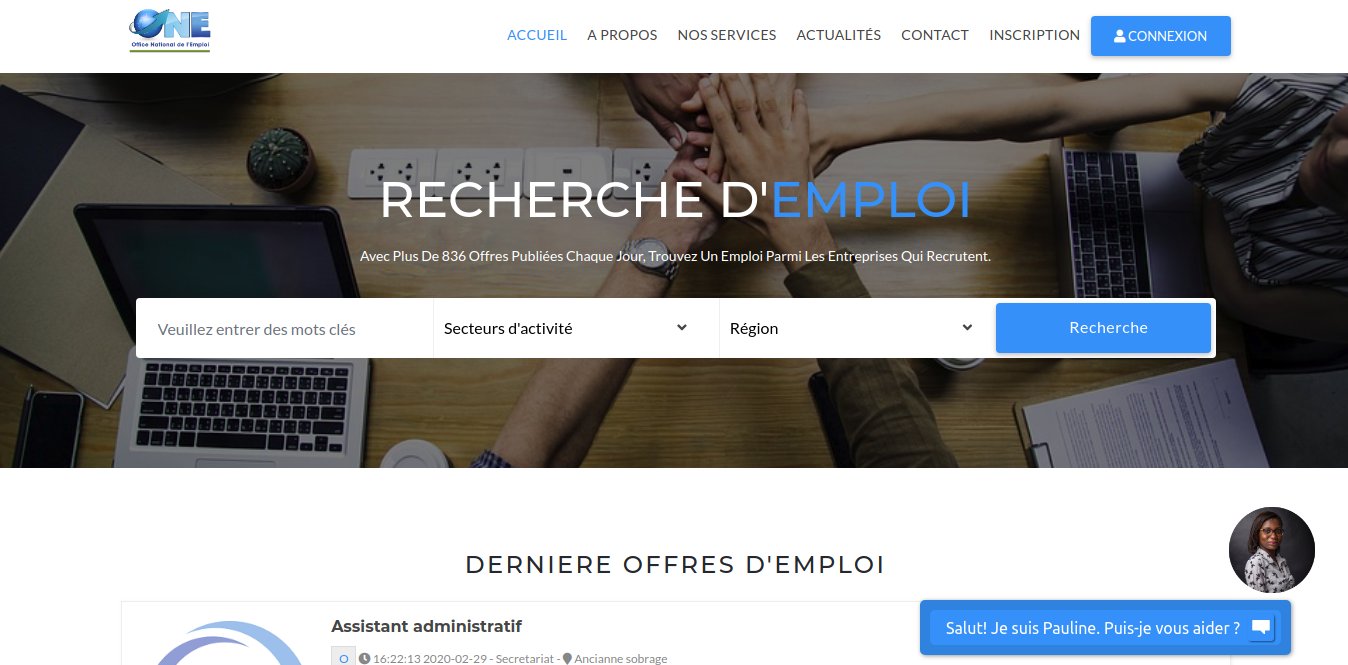 ONE
Office National de l'Emploi
ACCUEIL A PROPOS NOS SERVICES ACTUALITÉS CONTACT INSCRIPTION CONNEXION
RECHERCHE D'EMPLOI
Avec Plus De 836 Offres Publiées Chaque Jour, Trouvez Un Emploi Parmi Les Entreprises Qui Recrutent.
Veuillez entrer des mots clés Secteurs d'activité Région Recherche
DERNIERE OFFRES D'EMPLOI
Assistant administratif
O 16:22:13 2020-02-29 - Secretariat - Ancianne sobrage
Salut! Je suis Pauline. Puis-je vous aider ?